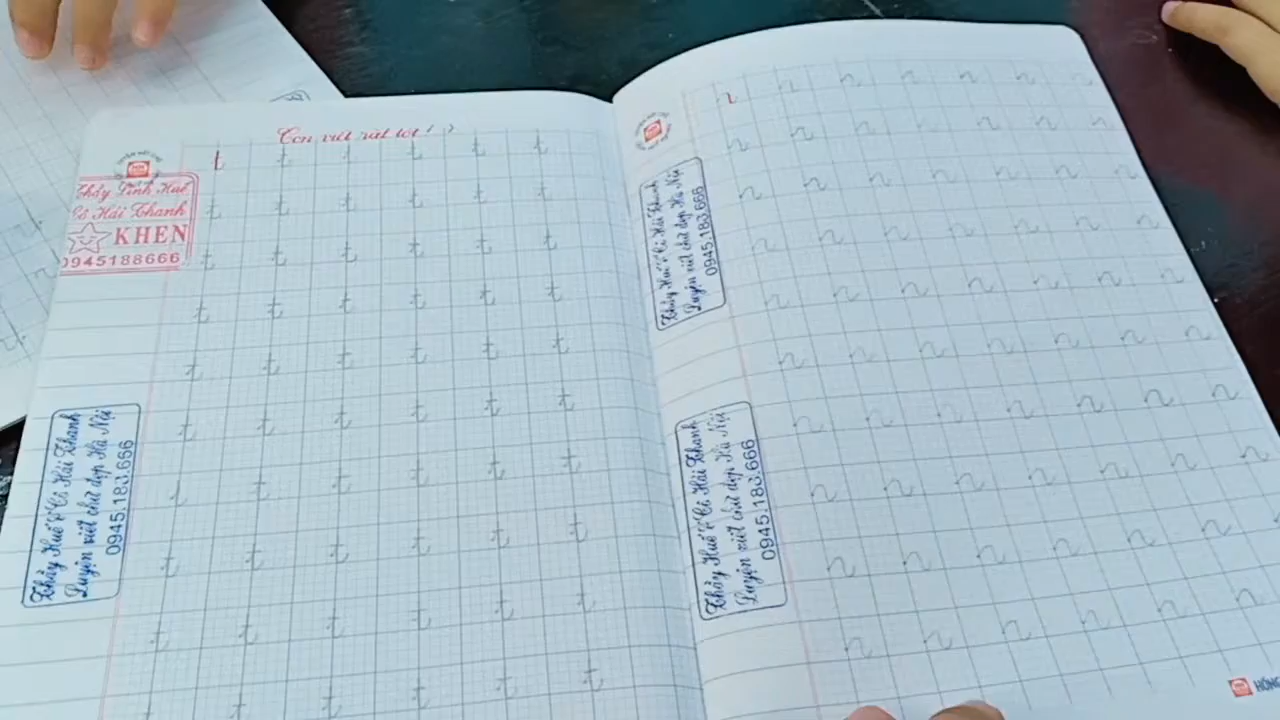 Con viết rất tốt!
Thầy Linh Huế
Cô Hải Thanh
KHEN
0945188666
Thầy Huế & Cô Hải Thanh
Luyện viết chữ đẹp Hà Nội
0945.183.666
t t t t t t
t t t t t t
t t t t t t
t t t t t t
t t t t t t
t t t t t t
t t t t t t
t t t t t t
t t t t t t
t t t t t
Thầy Huế & Cô Hải Thanh
Luyện viết chữ đẹp Hà Nội
0945.183.666
Thầy Huế & Cô Hải Thanh
Luyện viết chữ đẹp Hà Nội
0945.183.666
n n n n n n
n n n n n n
n n n n n n n
n n n n n n n
n n n n n n n
n n n n n n n
n n n n n n n
n n n n n n n
n n n n n n
n n n n n n
HỒNG